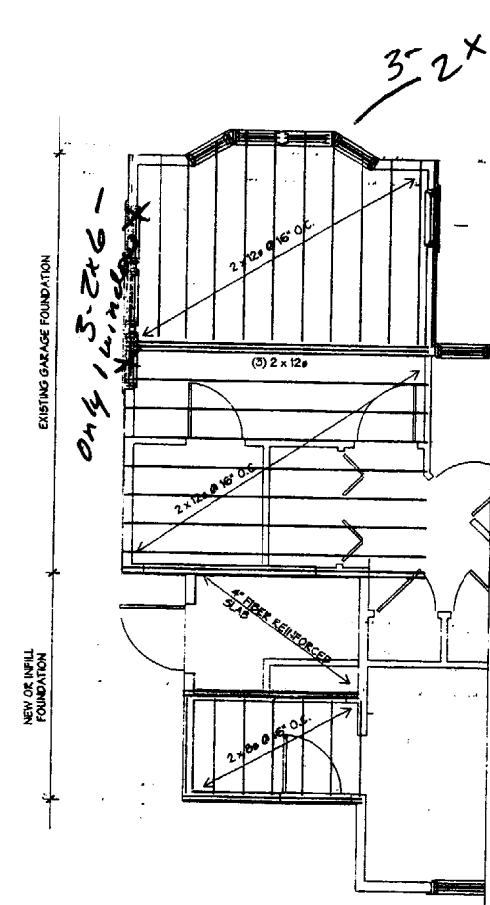 3- 2x
3-2x6 -
only 1 window
2 x 12s @ 16" O.C.
(3) 2 x 12s
EXISTING GARAGE FOUNDATION
2 x 12s @ 16" O.C.
4" FIBER REINFORCED
SLAB
NEW OR INFILL
FOUNDATION
2 x 8s @ 16" O.C.